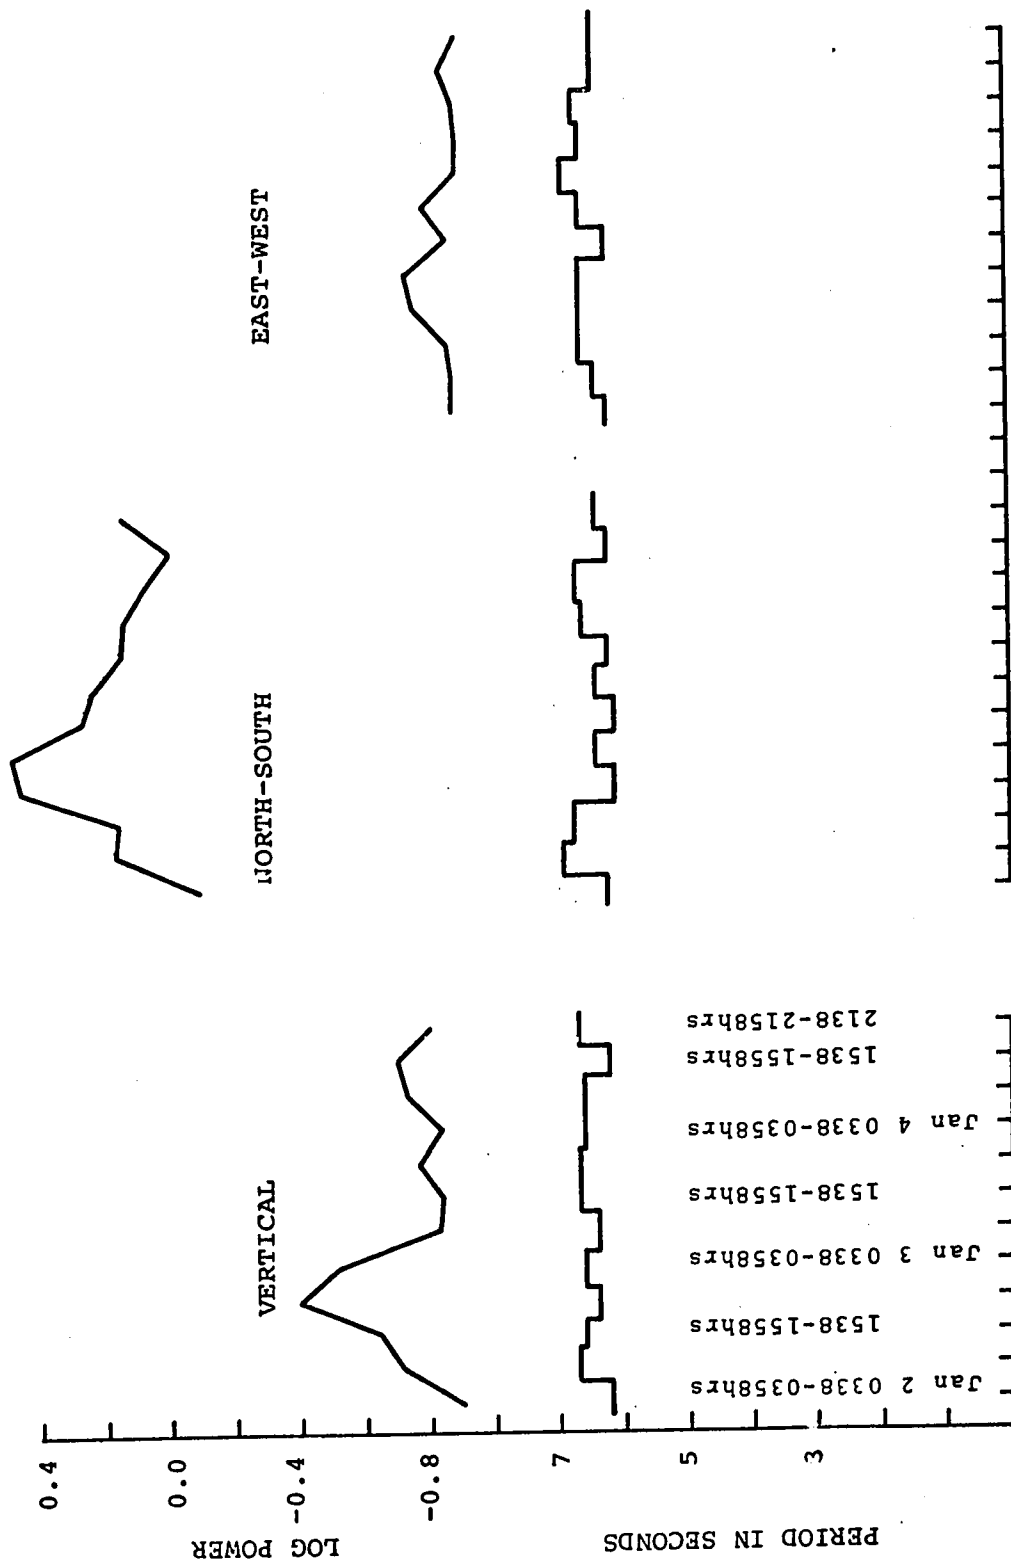 VERTICAL
NORTH-SOUTH
EAST-WEST
LOG POWER
0.4
0.0
-0.4
-0.8
PERIOD IN SECONDS
7
5
3
Jan 2 0338-0358hrs
1538-1558hrs
Jan 3 0338-0358hrs
1538-1558hrs
Jan 4 0338-0358hrs
1538-1558hrs
2138-2158hrs